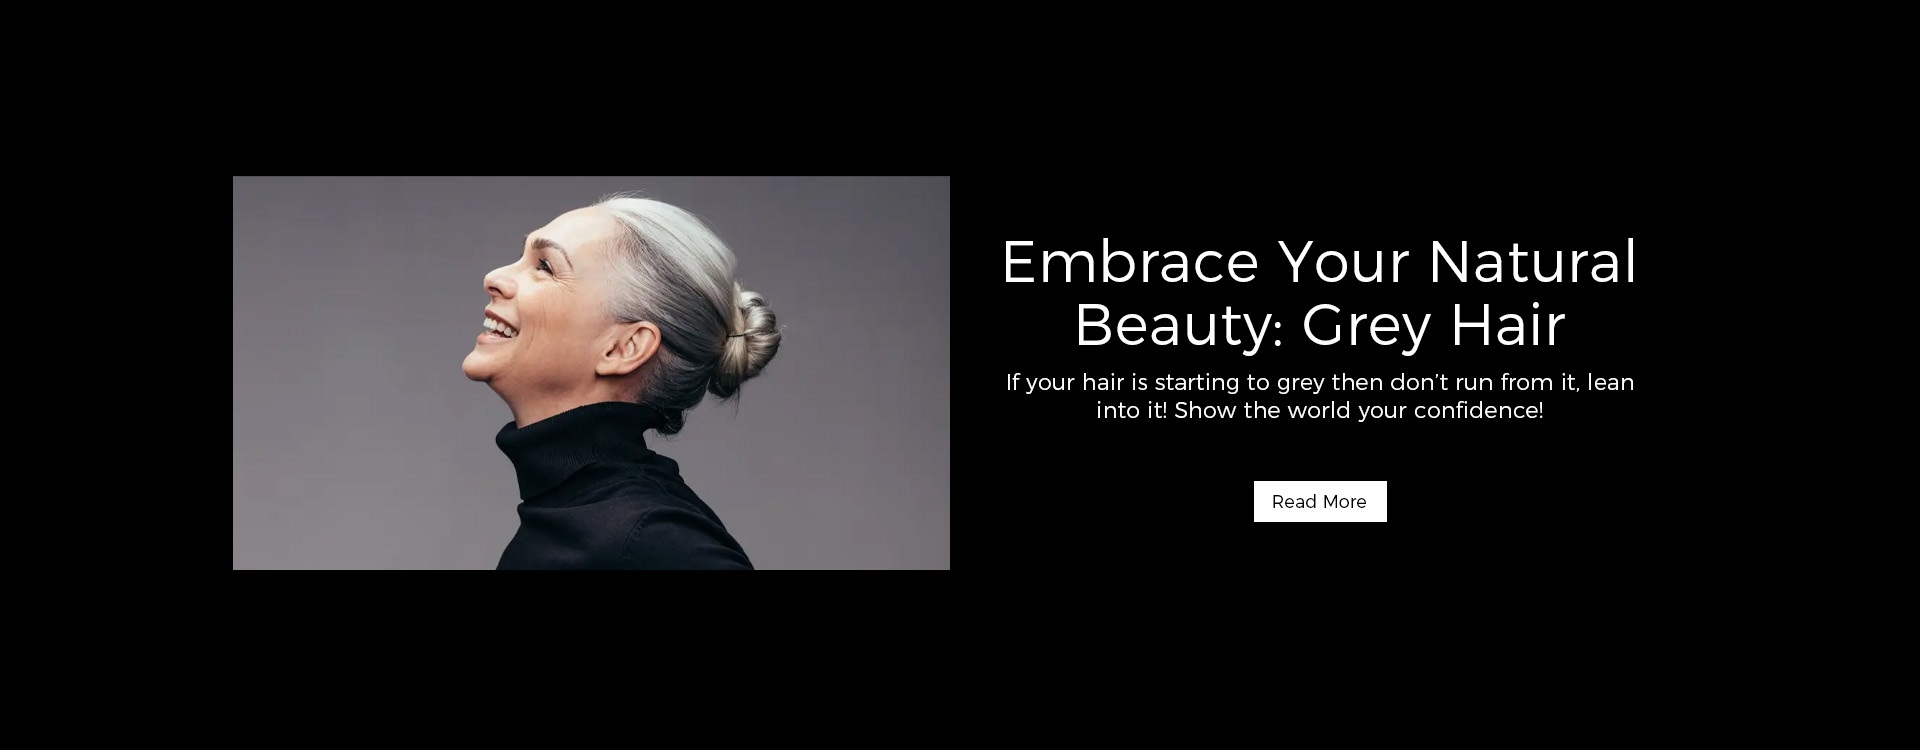 Embrace Your Natural
Beauty: Grey Hair
If your hair is starting to grey then don’t run from it, lean
into it! Show the world your confidence!
Read More